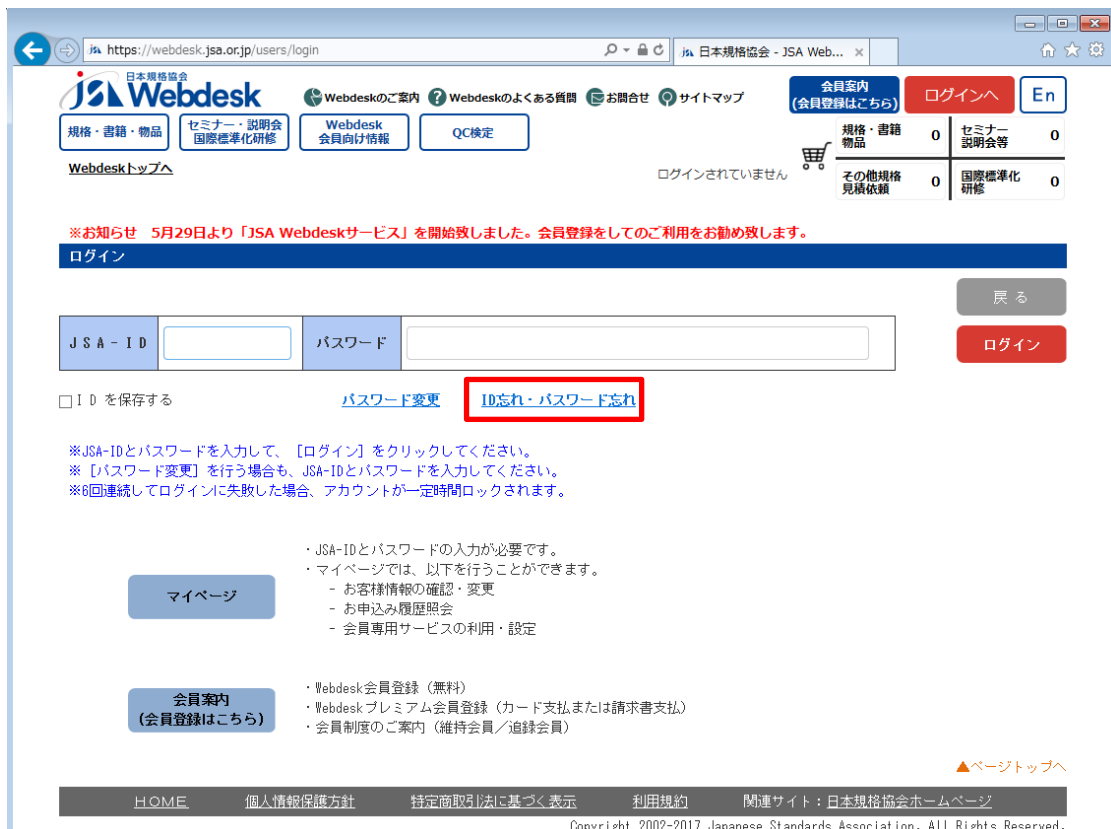 https://webdesk.jsa.or.jp/users/login
日本規格協会 - JSA Web...
日本規格協会
JSA Webdesk
Webdeskのご案内 Webdeskのよくある質問 お問合せ サイトマップ
会員案内
(会員登録はこちら)
ログインへ
En
規格・書籍・物品
セミナー・説明会
国際標準化研修
Webdesk
会員向け情報
QC検定
Webdeskトップへ
ログインされていません
規格・書籍
物品 0
セミナー
説明会等 0
その他規格
見積依頼 0
国際標準化
研修 0
※お知らせ 5月29日より「JSA Webdeskサービス」を開始致しました。会員登録をしてのご利用をお勧め致します。
ログイン
戻る
JSA-ID パスワード
ログイン
IDを保存する パスワード変更 ID忘れ・パスワード忘れ
※JSA-IDとパスワードを入力して、［ログイン］をクリックしてください。
※［パスワード変更］を行う場合も、JSA-IDとパスワードを入力してください。
※6回連続してログインに失敗した場合、アカウントが一定時間ロックされます。
マイページ
・JSA-IDとパスワードの入力が必要です。
・マイページでは、以下を行うことができます。
- お客様情報の確認・変更
- お申込み履歴照会
- 会員専用サービスの利用・設定
会員案内
(会員登録はこちら)
・Webdesk会員登録（無料）
・Webdeskプレミアム会員登録（カード支払または請求書支払）
・会員制度のご案内（維持会員／追録会員）
▲ページトップへ
HOME 個人情報保護方針 特定商取引法に基づく表示 利用規約 関連サイト：日本規格協会ホームページ
Copyright 2002-2017 Japanese Standards Association. All Rights Reserved.